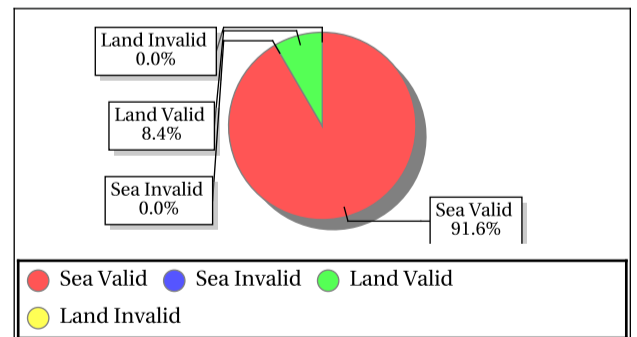 Land Invalid
0.0%
Land Valid
8.4%
Sea Invalid
0.0%
Sea Valid
91.6%
Sea Valid Sea Invalid Land Valid
Land Invalid